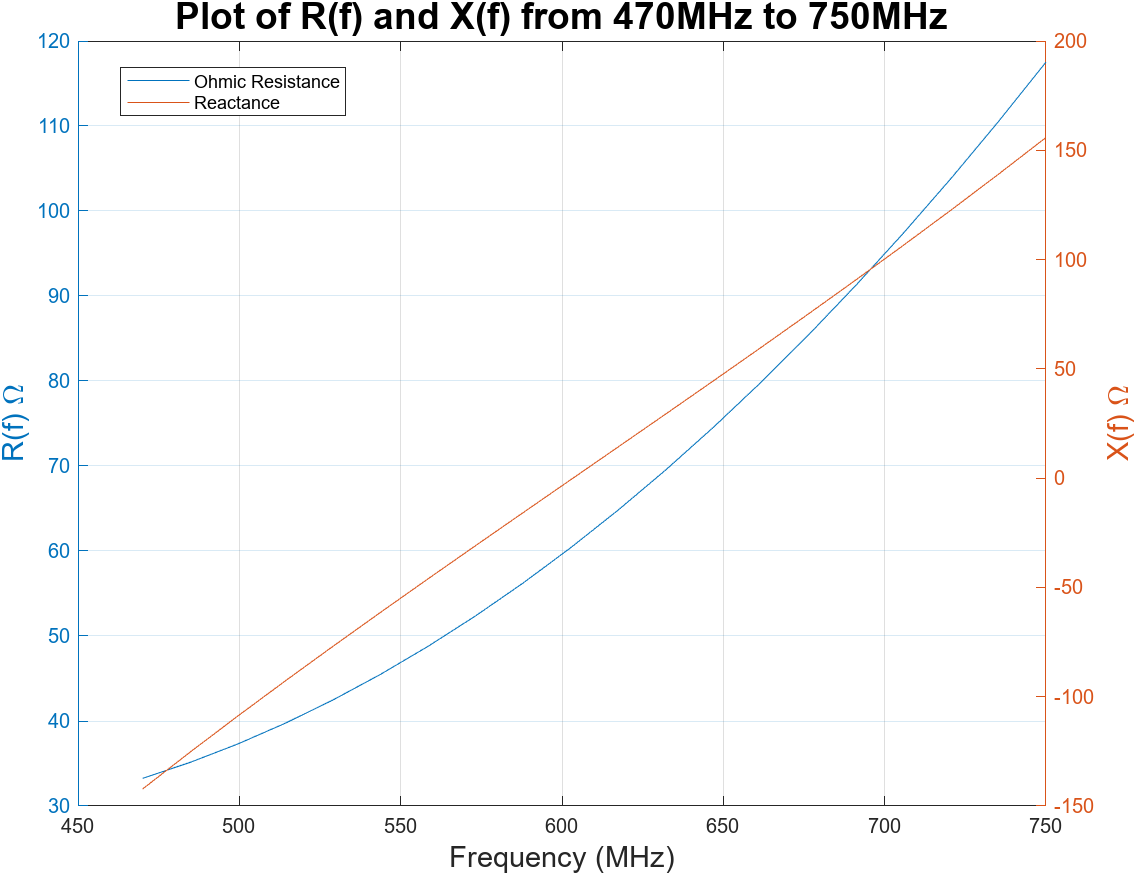 Plot of R(f) and X(f) from 470MHz to 750MHz
Ohmic Resistance
Reactance
120
110
100
90
80
70
60
50
40
30
R(f) Ω
200
150
100
50
0
-50
-100
-150
X(f) Ω
450 500 550 600 650 700 750
Frequency (MHz)